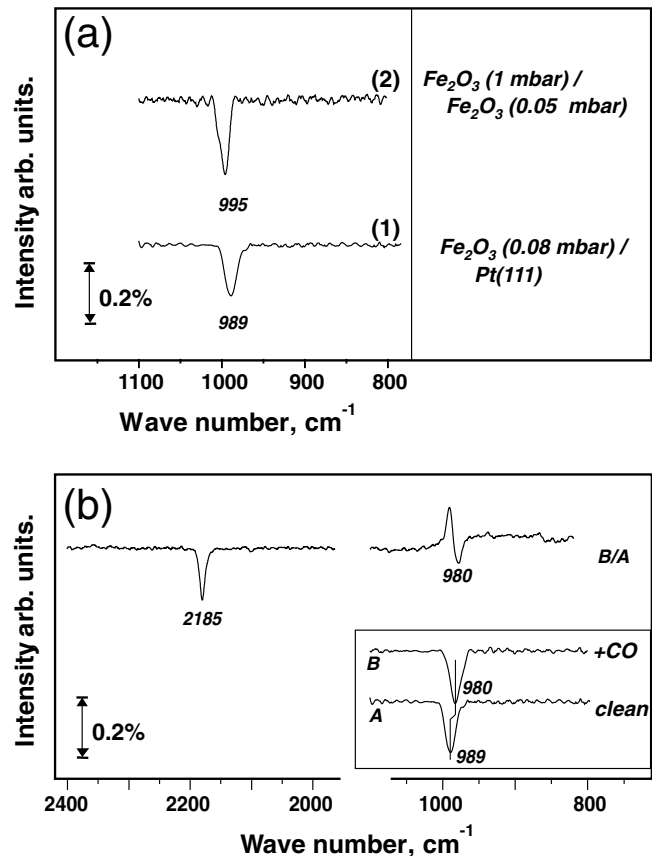 (a)
(2)
Fe2O3 (1 mbar) /
Fe2O3 (0.05 mbar)
995
(1)
Fe2O3 (0.08 mbar) /
Pt(111)
0.2%
989
Intensity arb. units.
1100 1000 900 800
Wave number, cm-1
(b)
B/A
980
2185
B +CO
980
A clean
989
0.2%
Intensity arb. units.
2400 2200 2000 1000 800
Wave number, cm-1